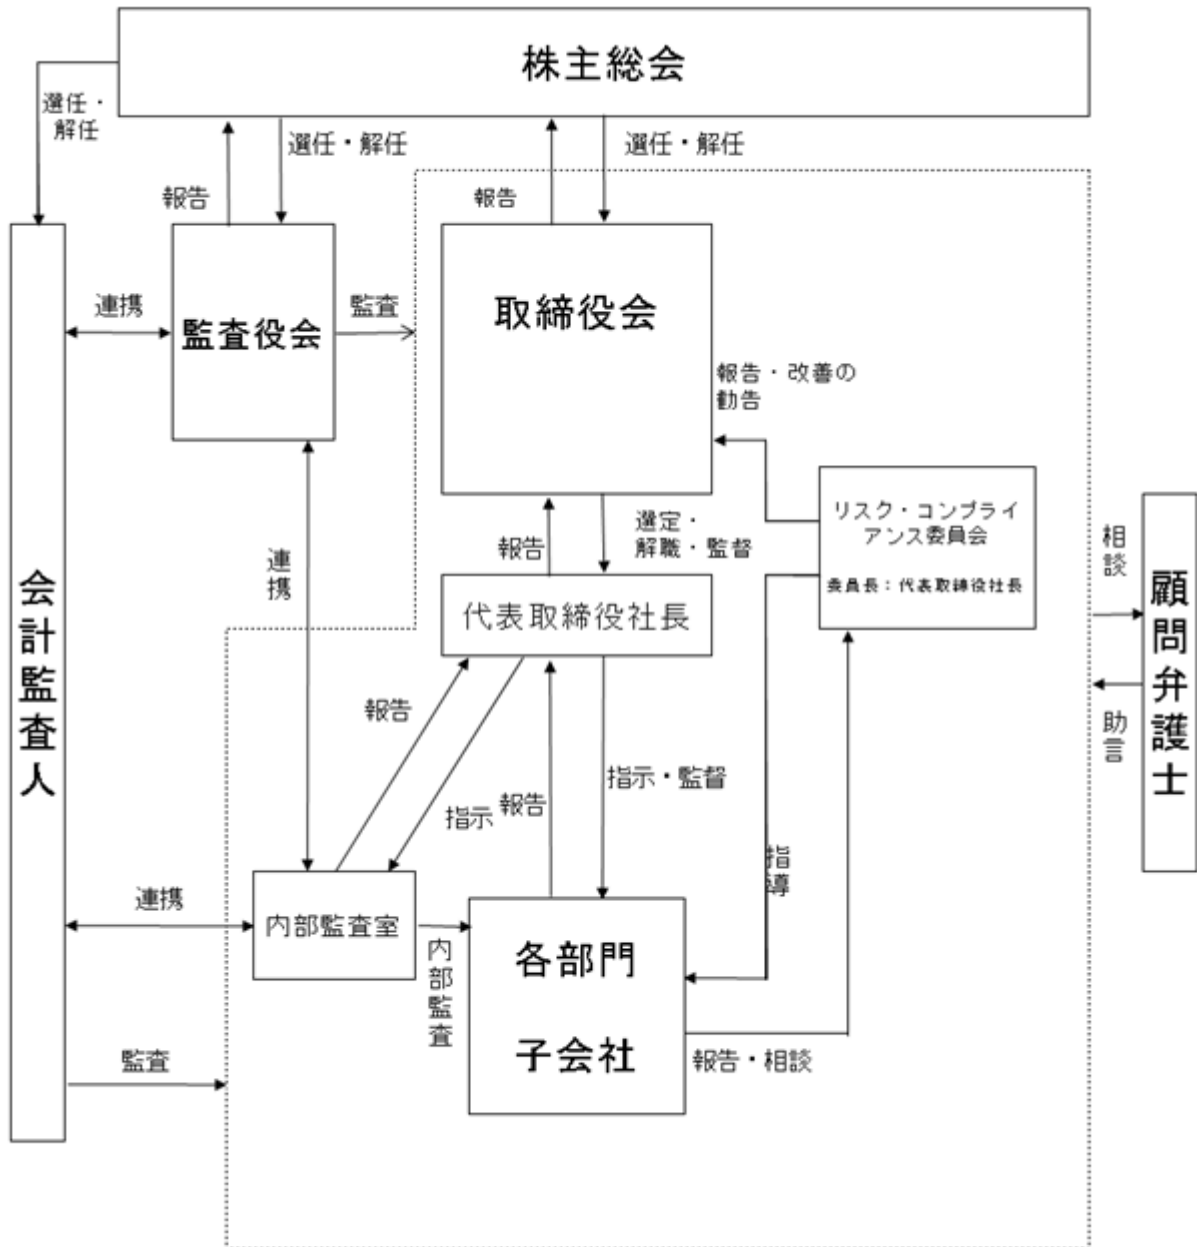 株主総会
選任・
解任
選任・解任
選任・解任
報告
報告
連携
監査役会
監査
取締役会
報告・改善の
勧告
リスク・コンプライ
アンス委員会
委員長：代表取締役社長
選定・
解職・監督
報告
連携
相談
会計監査人
代表取締役社長
顧問弁護士
助言
報告
指示
報告
指示・監督
指導
連携
内部監査室
内部監査
各部門
子会社
監査
報告・相談